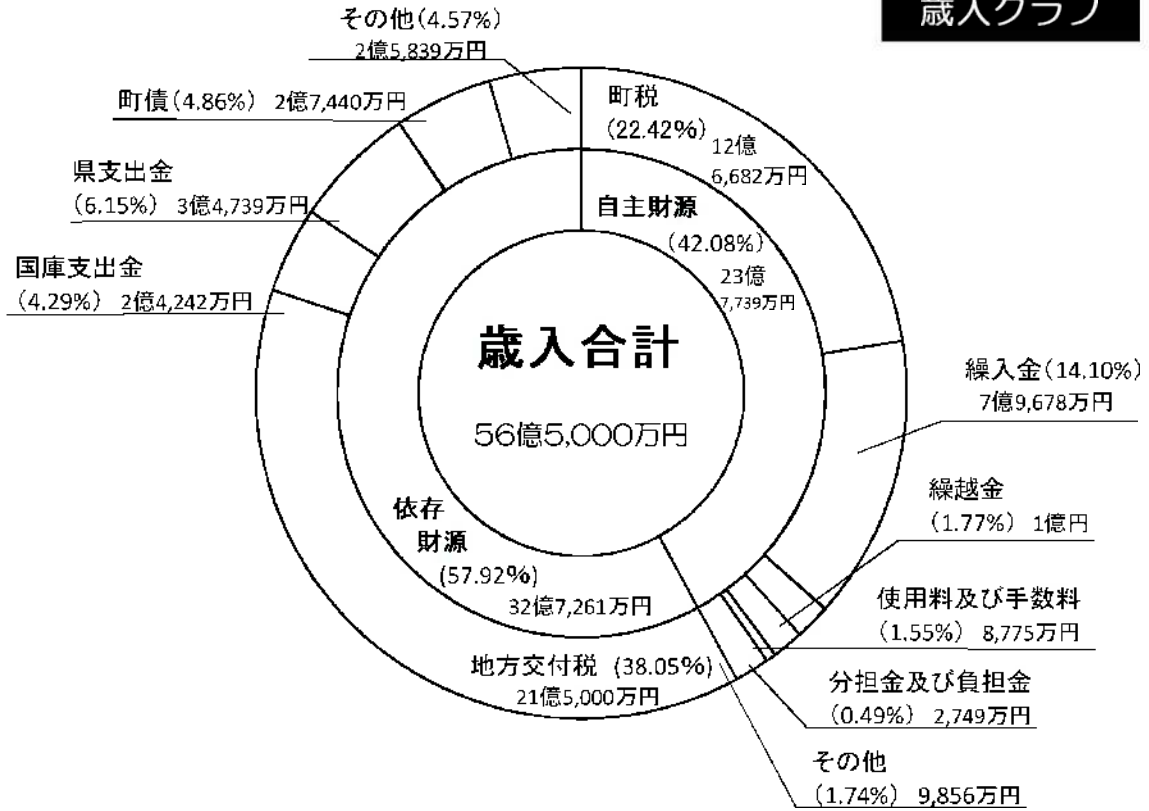 歳入グラフ
その他(4.57%)
2億5,839万円
町債(4.86%) 2億7,440万円
県支出金
(6.15%) 3億4,739万円
国庫支出金
(4.29%) 2億4,242万円
町税
(22.42%)
12億
6,682万円
自主財源
(42.08%)
23億
7,739万円
歳入合計
56億5,000万円
繰入金(14.10%)
7億9,678万円
繰越金
(1.77%) 1億円
使用料及び手数料
(1.55%) 8,775万円
分担金及び負担金
(0.49%) 2,749万円
その他
(1.74%) 9,856万円
依存
財源
(57.92%)
32億7,261万円
地方交付税 (38.05%)
21億5,000万円